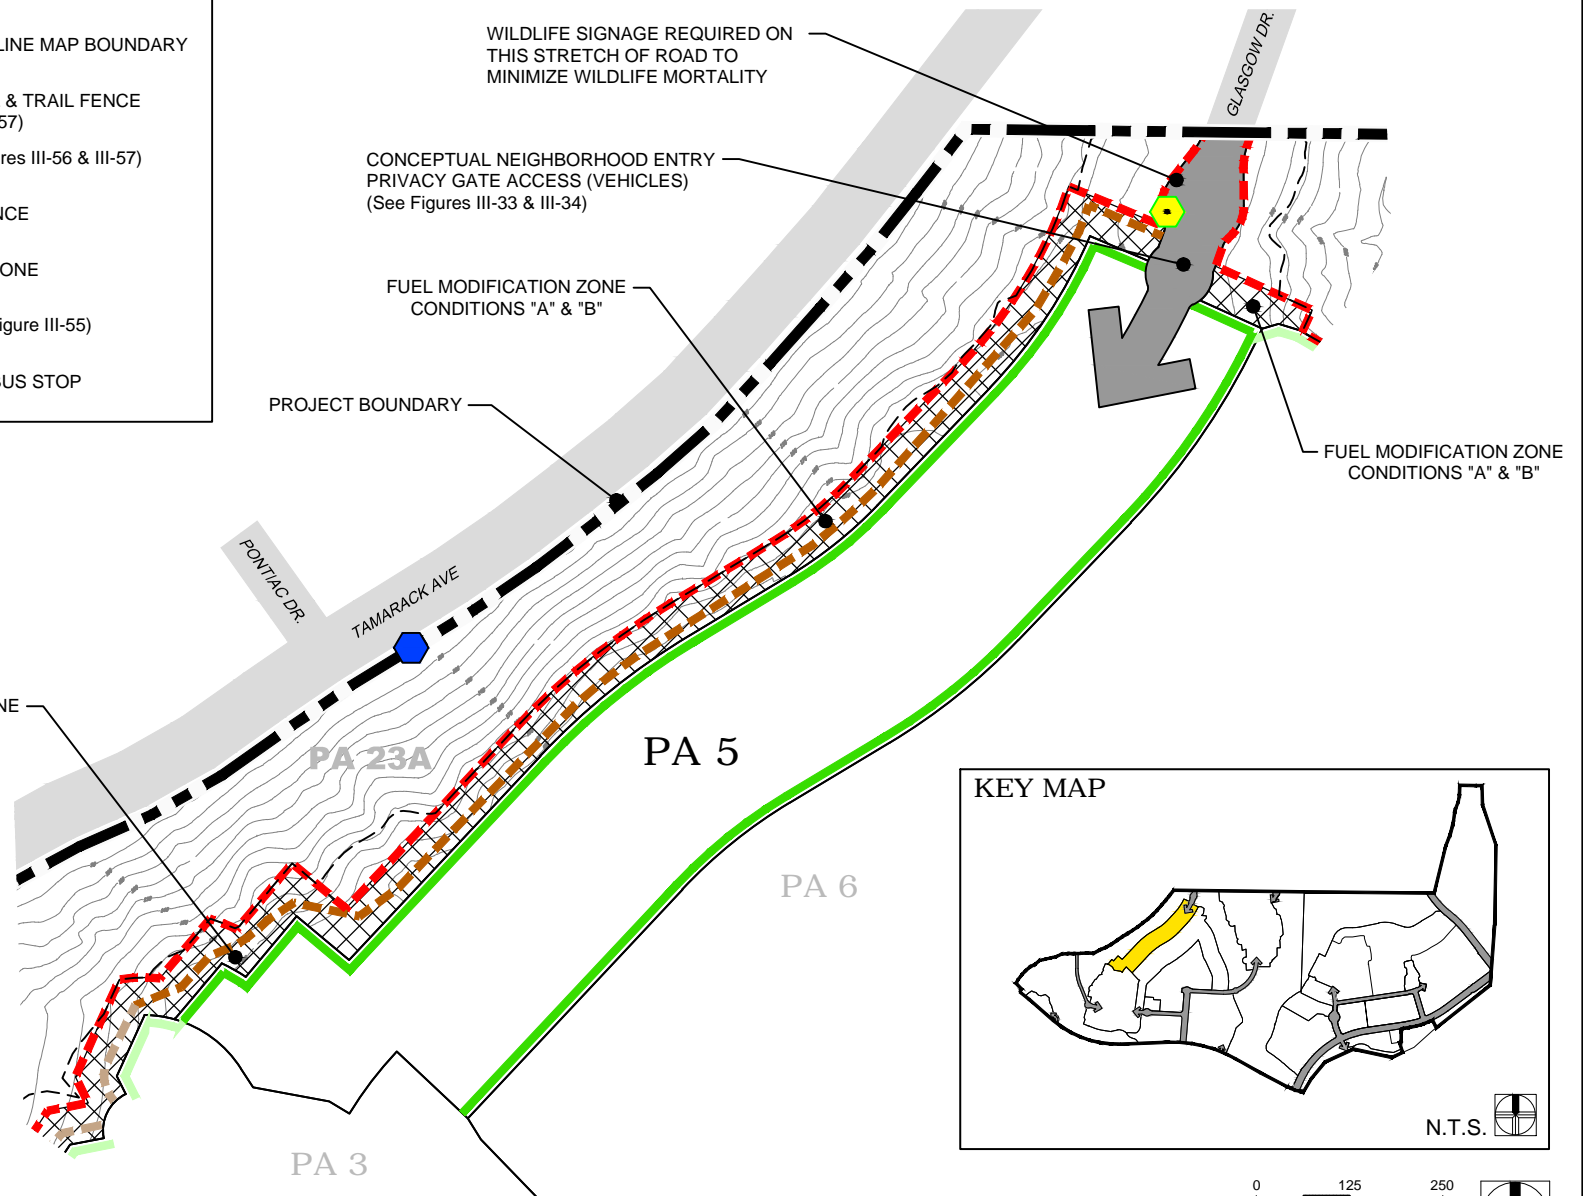 LINE MAP BOUNDARY
& TRAIL FENCE
57)
res III-56 & III-57)
NCE
ONE
igure III-55)
BUS STOP
WILDLIFE SIGNAGE REQUIRED ON
THIS STRETCH OF ROAD TO
MINIMIZE WILDLIFE MORTALITY
GLASGOW DR.
CONCEPTUAL NEIGHBORHOOD ENTRY
PRIVACY GATE ACCESS (VEHICLES)
(See Figures III-33 & III-34)
FUEL MODIFICATION ZONE
CONDITIONS "A" & "B"
PROJECT BOUNDARY
FUEL MODIFICATION ZONE
CONDITIONS "A" & "B"
PONTIAC DR.
TAMARACK AVE
NE
PA 23A
PA 5
PA 6
PA 3
KEY MAP
N.T.S.
0 125 250